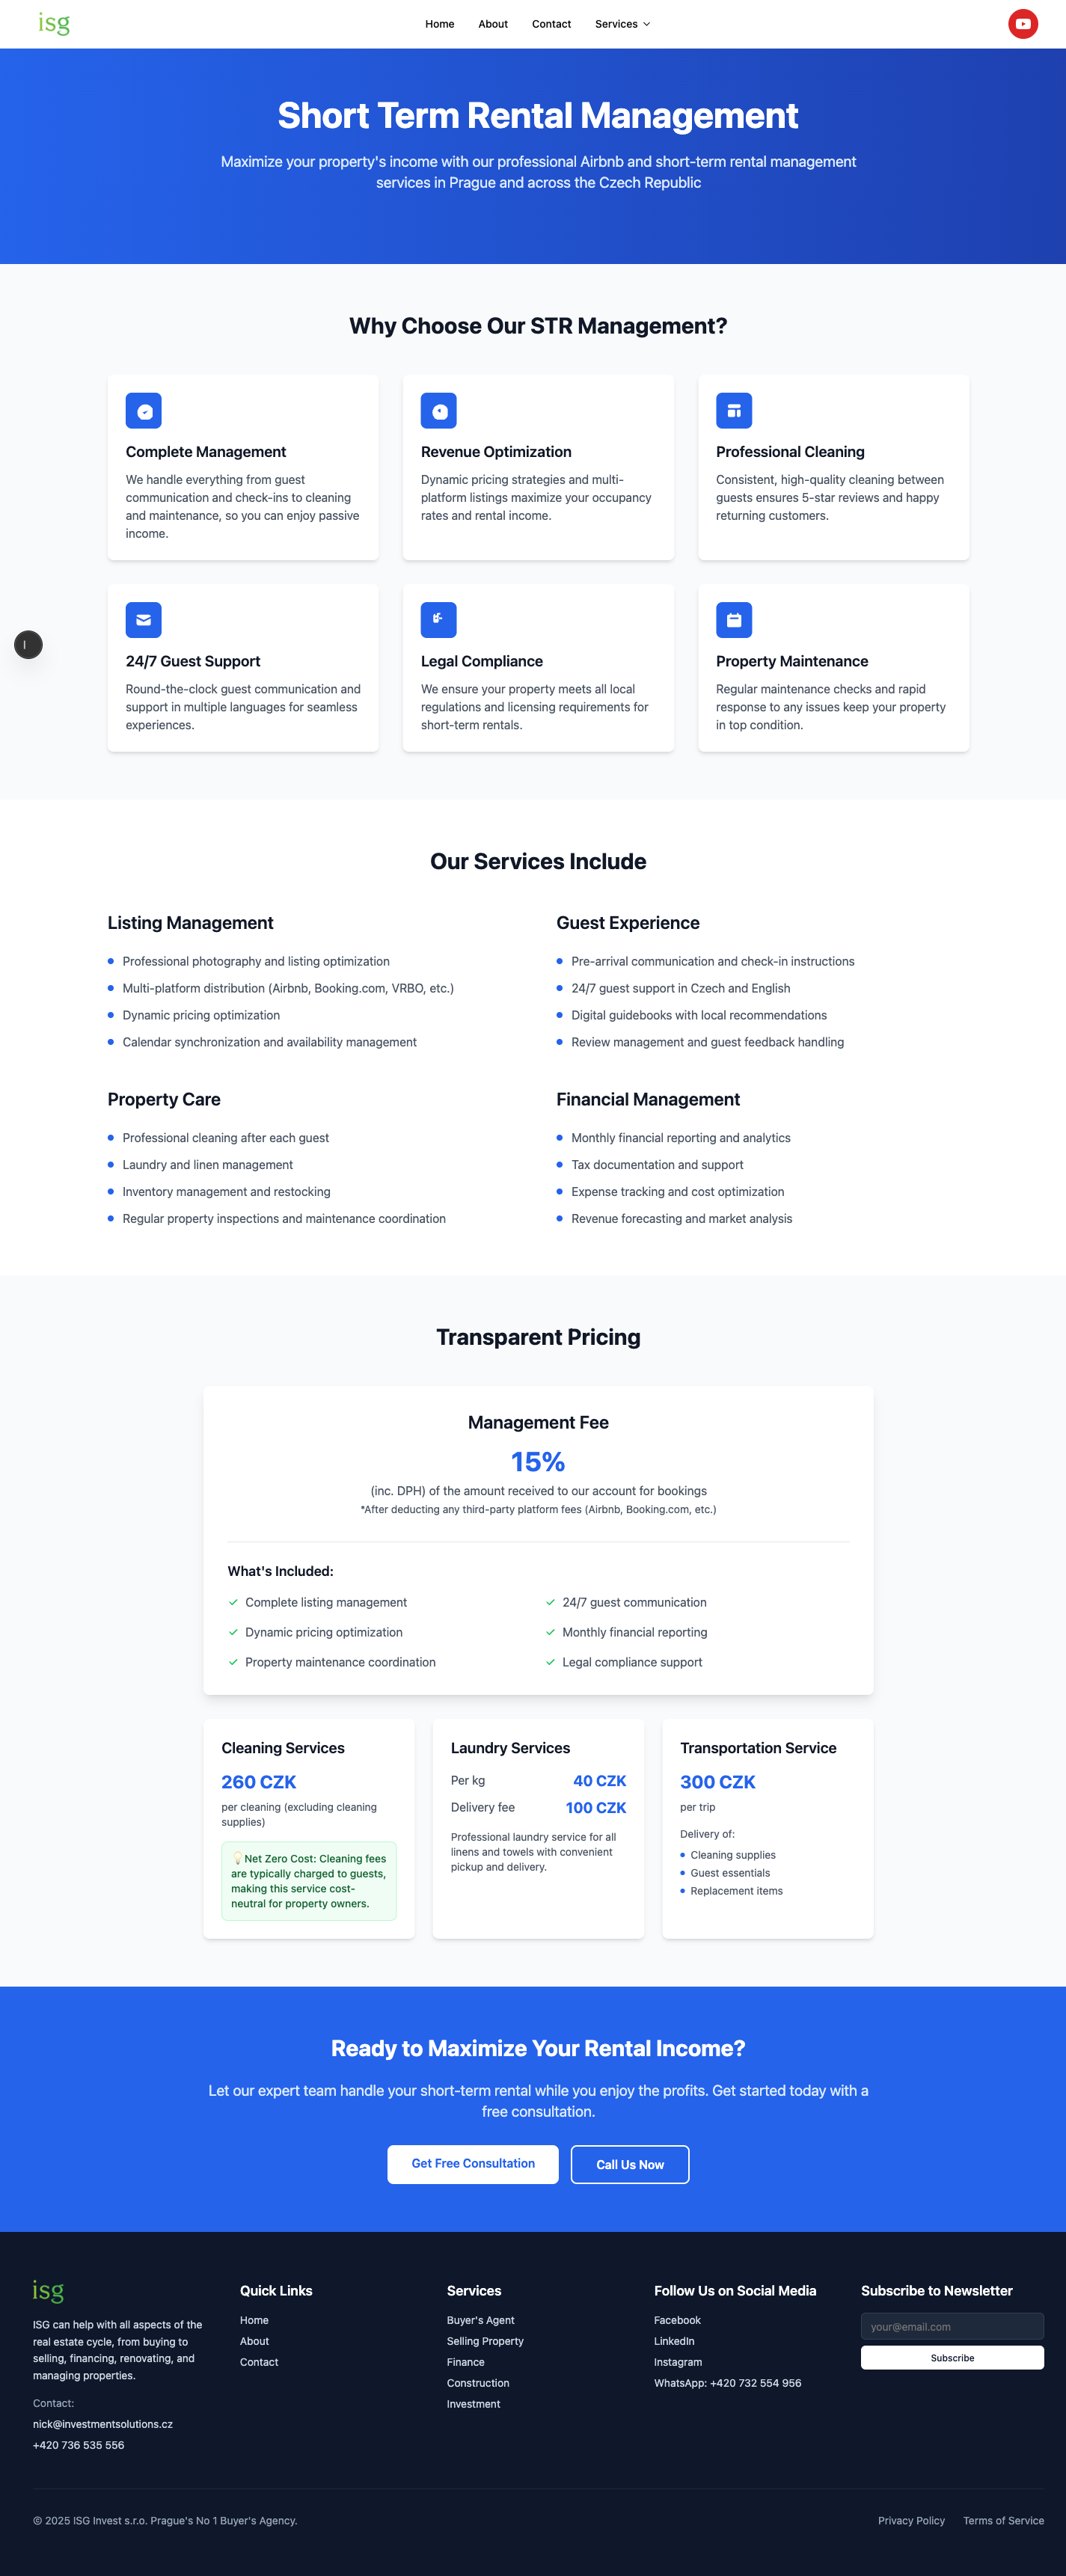 isg
Home
About
Contact
Services
Short Term Rental Management
Maximize your property's income with our professional Airbnb and short-term rental management
services in Prague and across the Czech Republic
Why Choose Our STR Management?
Complete Management
We handle everything from guest
communication and check-ins to cleaning
and maintenance, so you can enjoy passive
income.
Revenue Optimization
Dynamic pricing strategies and multi-
platform listings maximize your occupancy
rates and rental income.
Professional Cleaning
Consistent, high-quality cleaning between
guests ensures 5-star reviews and happy
returning customers.
24/7 Guest Support
Round-the-clock guest communication and
support in multiple languages for seamless
experiences.
Legal Compliance
We ensure your property meets all local
regulations and licensing requirements for
short-term rentals.
Property Maintenance
Regular maintenance checks and rapid
response to any issues keep your property
in top condition.
Our Services Include
Listing Management
Professional photography and listing optimization
Multi-platform distribution (Airbnb, Booking.com, VRBO, etc.)
Dynamic pricing optimization
Calendar synchronization and availability management
Guest Experience
Pre-arrival communication and check-in instructions
24/7 guest support in Czech and English
Digital guidebooks with local recommendations
Review management and guest feedback handling
Property Care
Professional cleaning after each guest
Laundry and linen management
Inventory management and restocking
Regular property inspections and maintenance coordination
Financial Management
Monthly financial reporting and analytics
Tax documentation and support
Expense tracking and cost optimization
Revenue forecasting and market analysis
Transparent Pricing
Management Fee
15%
(inc. DPH) of the amount received to our account for bookings
*After deducting any third-party platform fees (Airbnb, Booking.com, etc.)
What's Included:
Complete listing management
24/7 guest communication
Dynamic pricing optimization
Monthly financial reporting
Property maintenance coordination
Legal compliance support
Cleaning Services
260 CZK
per cleaning (excluding cleaning
supplies)
💡Net Zero Cost: Cleaning fees
are typically charged to guests,
making this service cost-
neutral for property owners.
Laundry Services
Per kg 40 CZK
Delivery fee 100 CZK
Professional laundry service for all
linens and towels with convenient
pickup and delivery.
Transportation Service
300 CZK
per trip
Delivery of:
Cleaning supplies
Guest essentials
Replacement items
Ready to Maximize Your Rental Income?
Let our expert team handle your short-term rental while you enjoy the profits. Get started today with a
free consultation.
Get Free Consultation
Call Us Now
isg
ISG can help with all aspects of the
real estate cycle, from buying to
selling, financing, renovating, and
managing properties.
Contact:
nick@investmentsolutions.cz
+420 736 535 556
Quick Links
Home
About
Contact
Services
Buyer's Agent
Selling Property
Finance
Construction
Investment
Follow Us on Social Media
Facebook
LinkedIn
Instagram
WhatsApp: +420 732 554 956
Subscribe to Newsletter
your@email.com
Subscribe
© 2025 ISG Invest s.r.o. Prague's No 1 Buyer's Agency.
Privacy Policy
Terms of Service